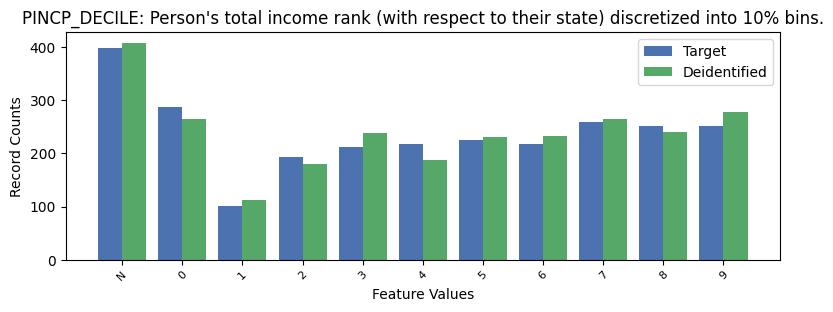 PINCP_DECILE: Person's total income rank (with respect to their state) discretized into 10% bins.
Target
Deidentified
400
300
200
100
0
Record Counts
N 0 1 2 3 4 5 6 7 8 9
Feature Values